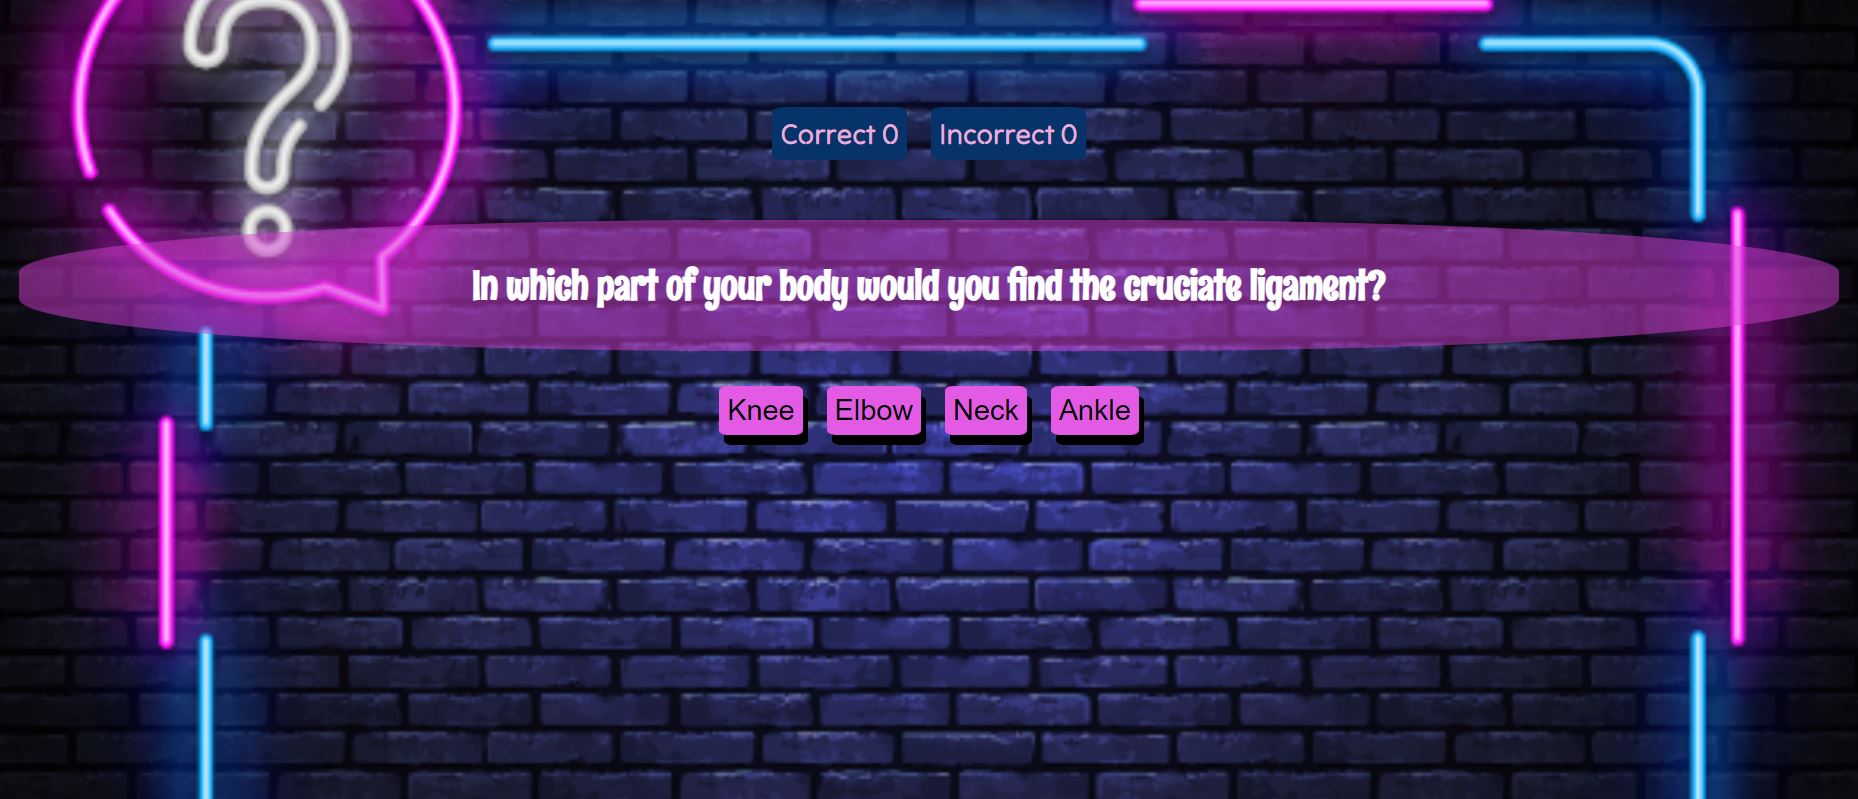 Correct 0 Incorrect 0
In which part of your body would you find the cruciate ligament?
Knee Elbow Neck Ankle